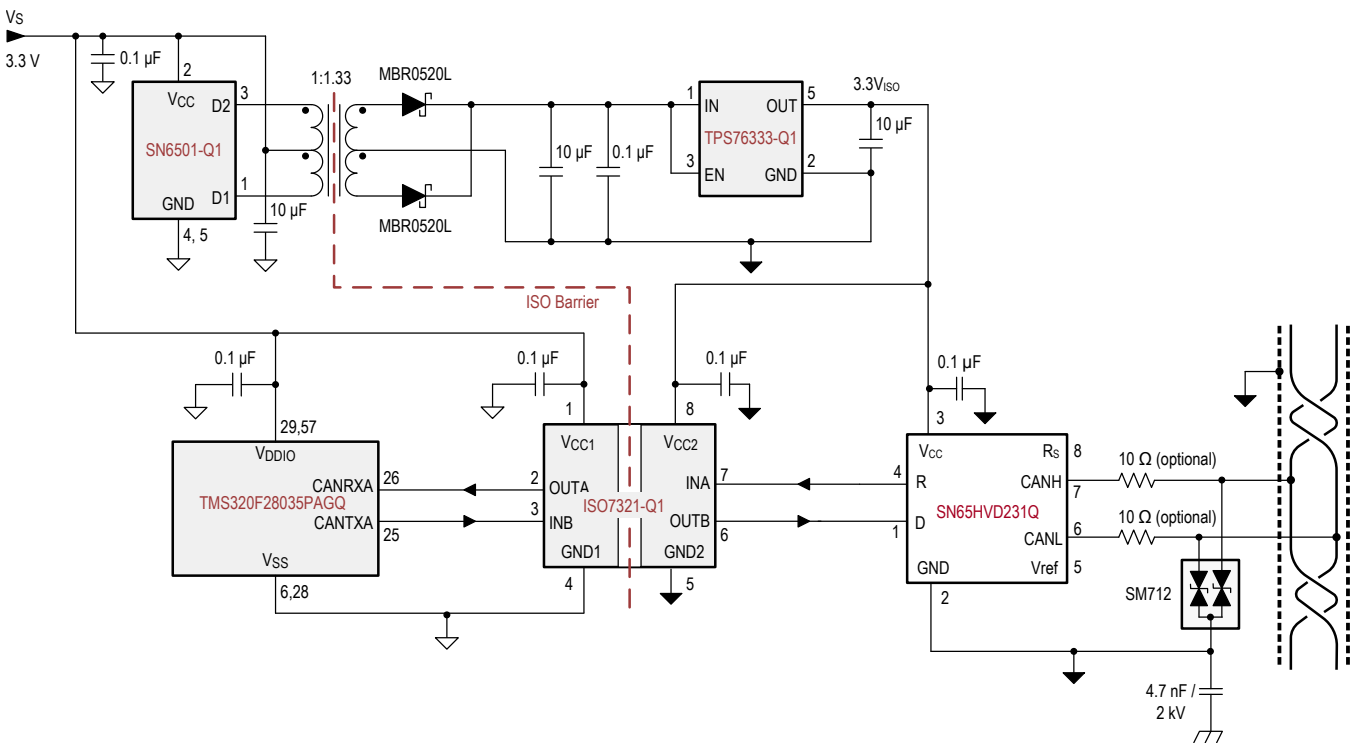 VS
3.3 V
0.1 µF
2
VCC
D2
3
SN6501-Q1
D1
1
GND
4, 5
10 µF
1:1.33
MBR0520L
MBR0520L
10 µF
0.1 µF
1
IN
OUT
5
TPS76333-Q1
3
EN
GND
2
3.3VISO
10 µF
ISO Barrier
0.1 µF
0.1 µF
0.1 µF
0.1 µF
29,57
VDDIO
CANRXA
26
TMS320F28035PAGQ
CANTXA
25
VSS
6,28
1
VCC1
2
OUTA
3
INB
GND1
4
ISO7321-Q1
8
VCC2
INA
7
OUTB
6
GND2
5
3
VCC
RS
8
4
R
CANH
7
SN65HVD231Q
1
D
CANL
6
GND
Vref
5
2
10 Ω (optional)
10 Ω (optional)
SM712
4.7 nF /
2 kV